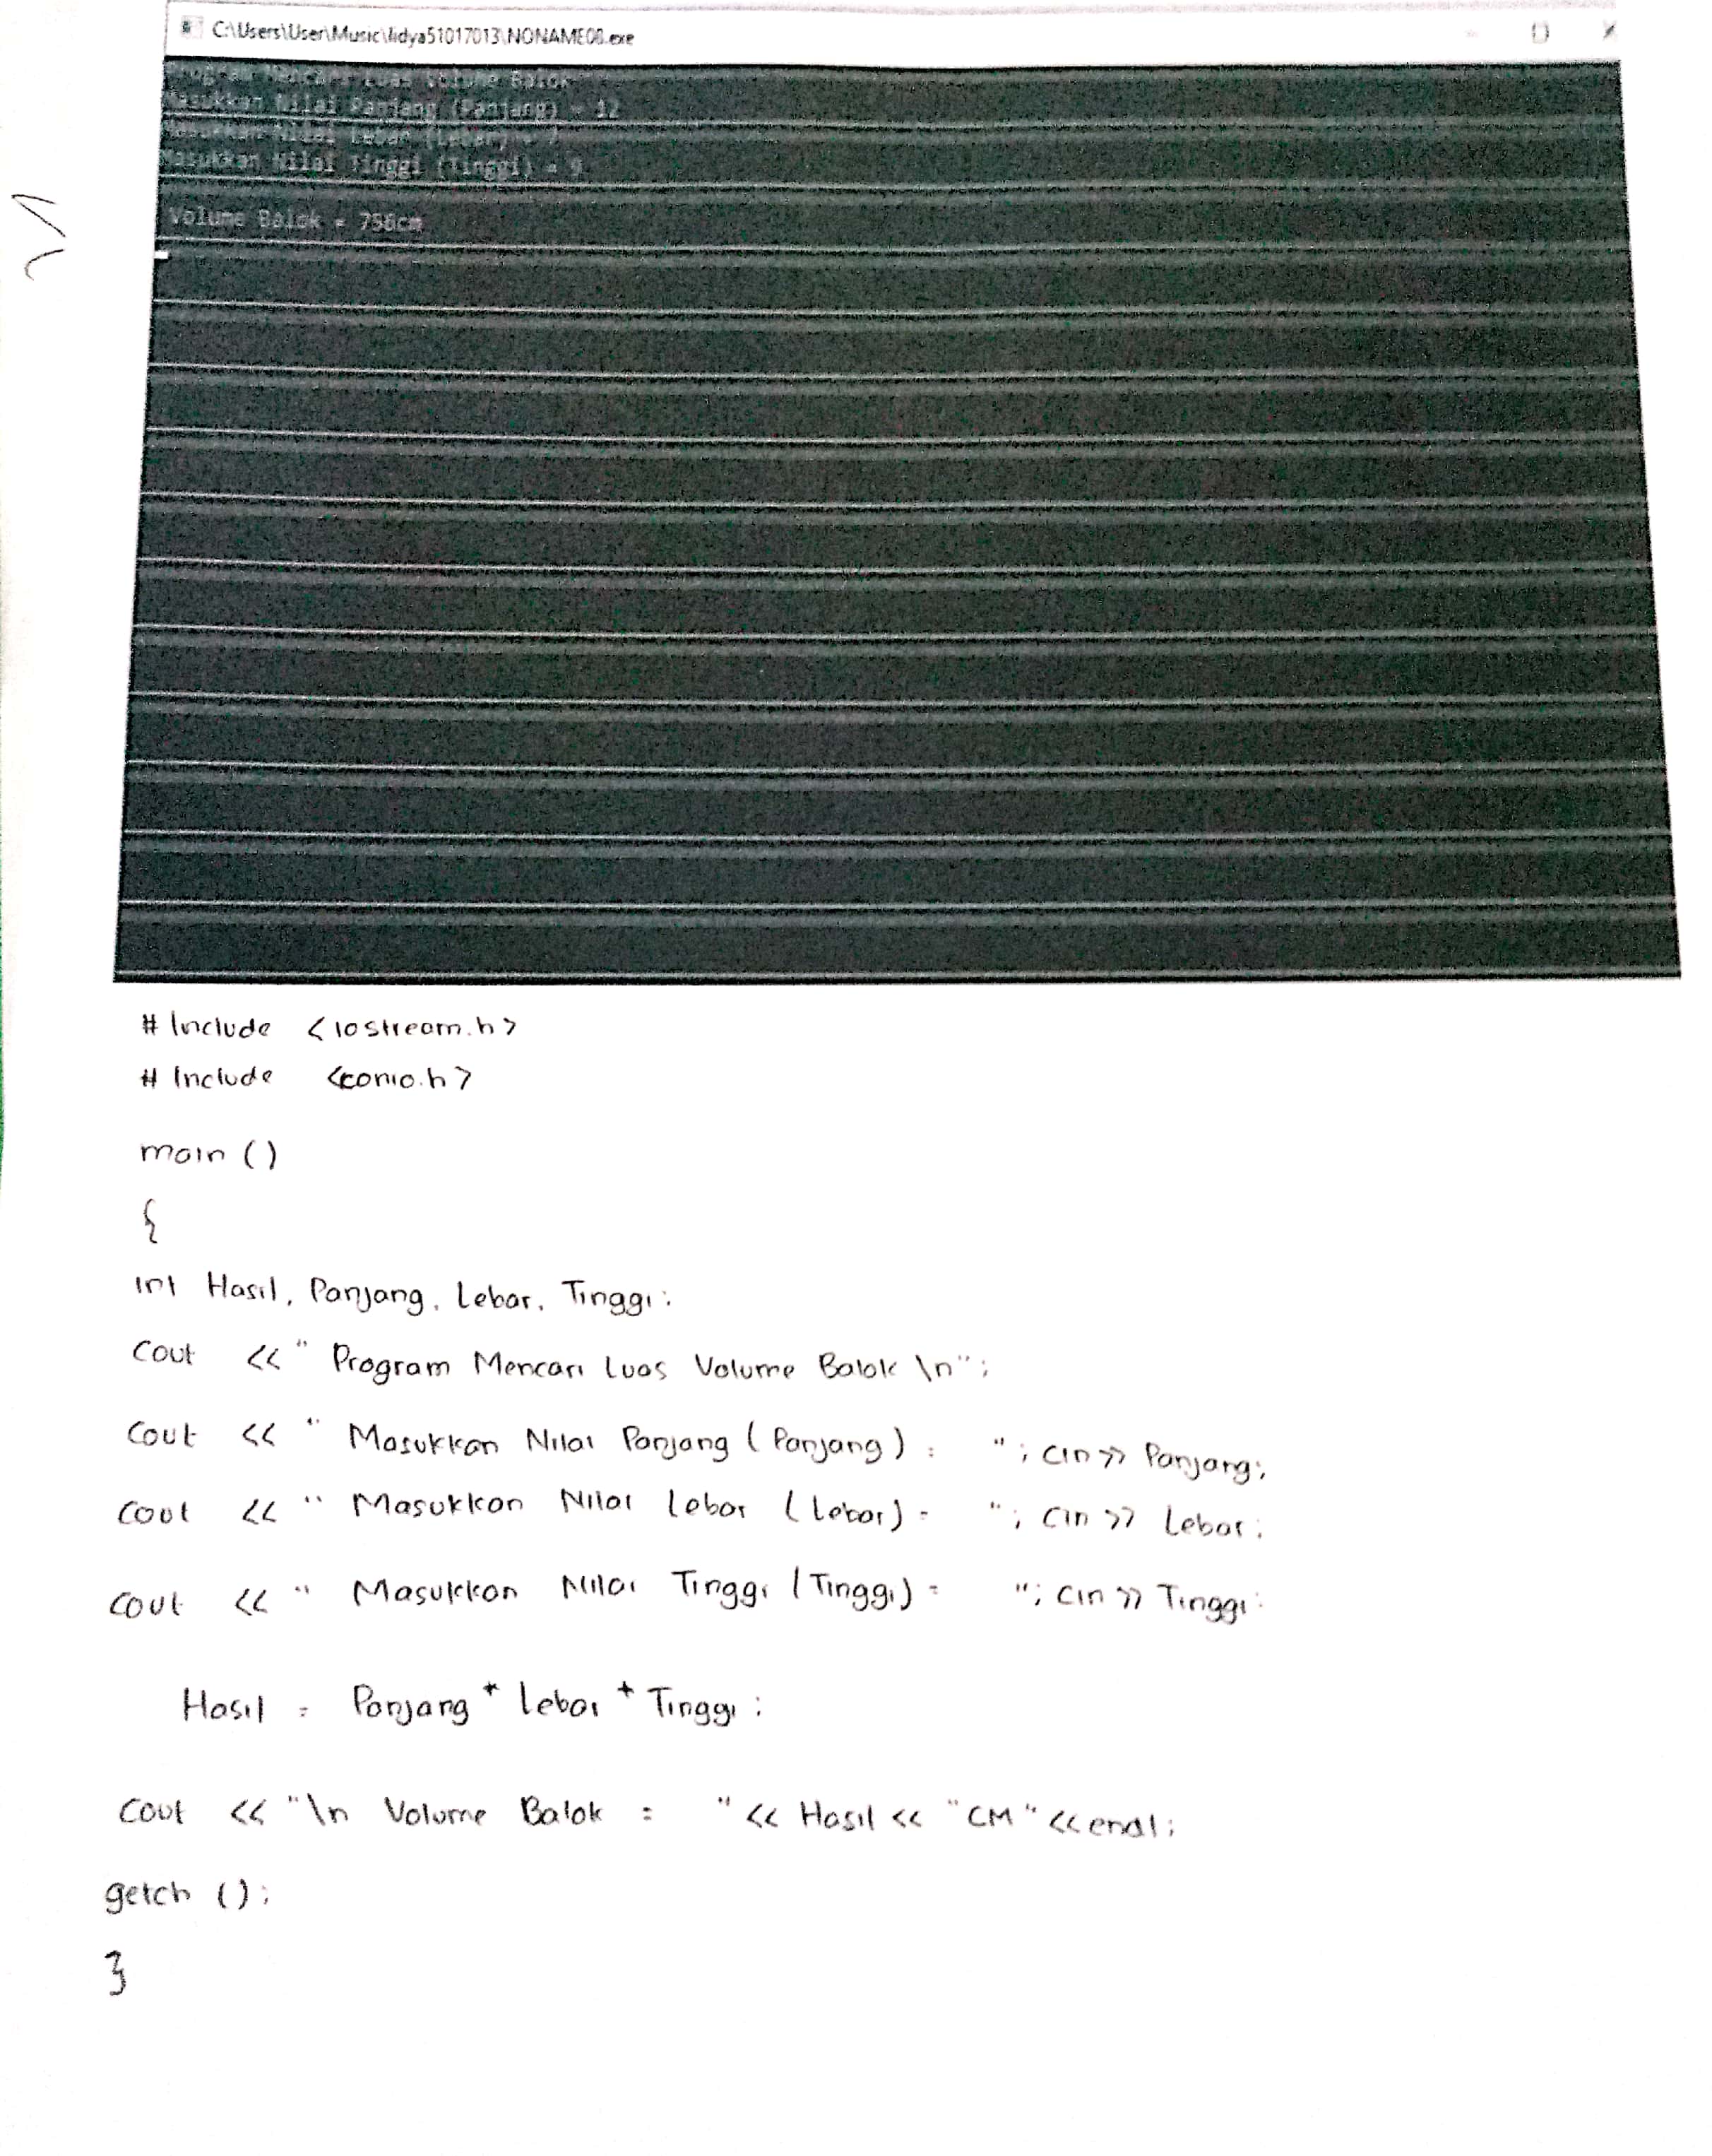 C:\Users\User\Music\lidya51017013\NONAME00.exe
Program Mencari Luas Volume Balok
Masukkan Nilai Panjang (Panjang) = 12
Masukkan Nilai Lebar (Lebar) = 7
Masukkan Nilai Tinggi (Tinggi) = 9
Volume Balok = 756cm
# Include <iostream.h>
# Include <conio.h>
main ()
{
int Hasil, Panjang, Lebar, Tinggi;
Cout << " Program Mencari Luas Volume Balok \n";
Cout << " Masukkan Nilai Panjang (Panjang) = "; cin >> Panjang;
Cout << " Masukkan Nilai Lebar (Lebar) = "; cin >> Lebar;
Cout << " Masukkan Nilai Tinggi (Tinggi) = "; cin >> Tinggi;
Hasil = Panjang * Lebar * Tinggi;
Cout << "\n Volume Balok = " << Hasil << "CM" << endl;
getch ();
}